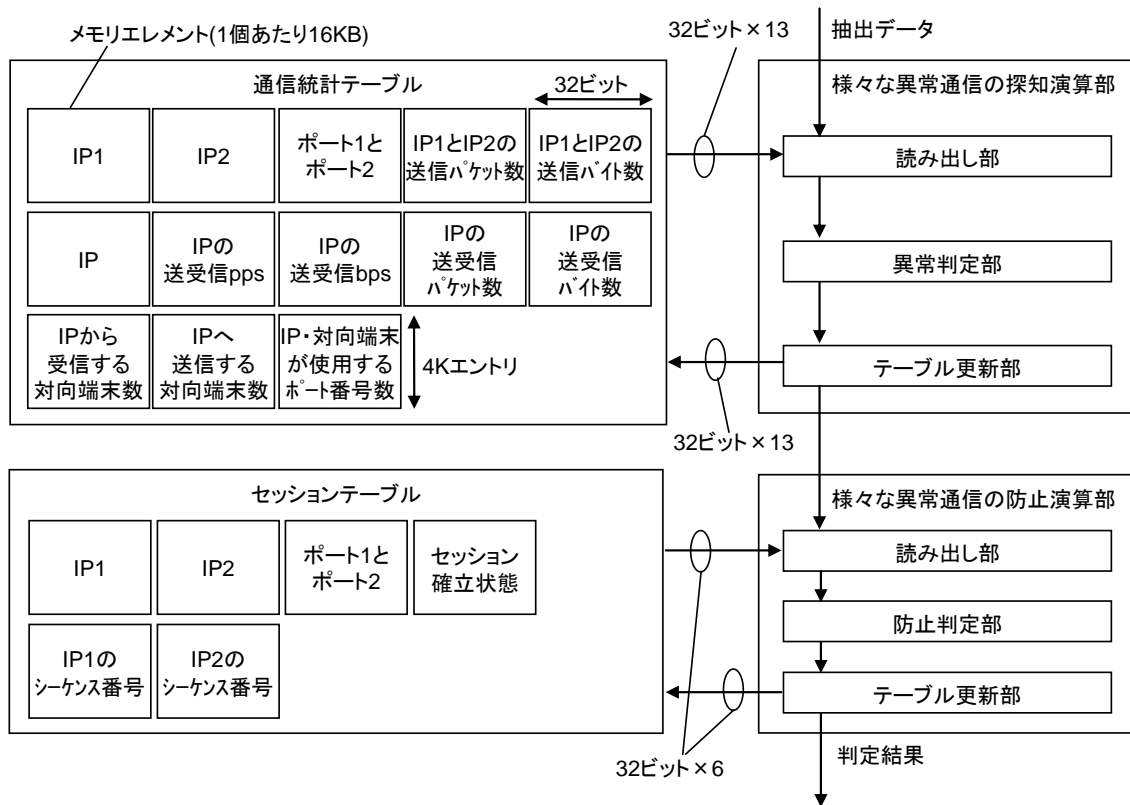 メモリエレメント(1個あたり16KB)
32ビット×13
抽出データ
通信統計テーブル
32ビット
IP1
IP2
ポート1と
ポート2
IP1とIP2の
送信パケット数
IP1とIP2の
送信バイト数
IP
IPの
送受信pps
IPの
送受信bps
IPの
送受信
パケット数
IPの
送受信
バイト数
IPから
受信する
対向端末数
IPへ
送信する
対向端末数
IP・対向端末
が使用する
ポート番号数
4Kエントリ
様々な異常通信の探知演算部
読み出し部
異常判定部
テーブル更新部
32ビット×13
セッションテーブル
IP1
IP2
ポート1と
ポート2
セッション
確立状態
IP1の
シーケンス番号
IP2の
シーケンス番号
様々な異常通信の防止演算部
読み出し部
防止判定部
テーブル更新部
32ビット×6
判定結果